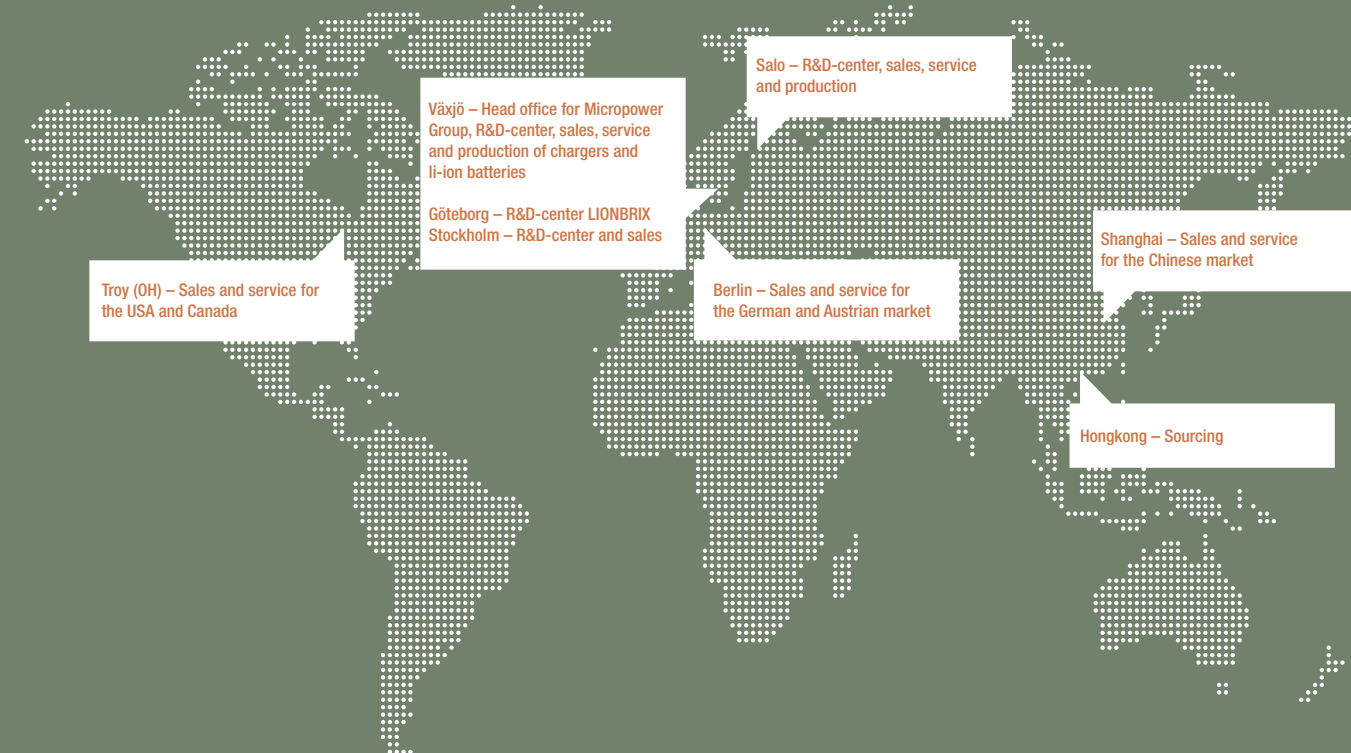 Salo – R&D-center, sales, service
and production
Växjö – Head office for Micropower
Group, R&D-center, sales, service
and production of chargers and
li-ion batteries
Göteborg – R&D-center LIONBRIX
Stockholm – R&D-center and sales
Shanghai – Sales and service
for the Chinese market
Troy (OH) – Sales and service for
the USA and Canada
Berlin – Sales and service for
the German and Austrian market
Hongkong – Sourcing